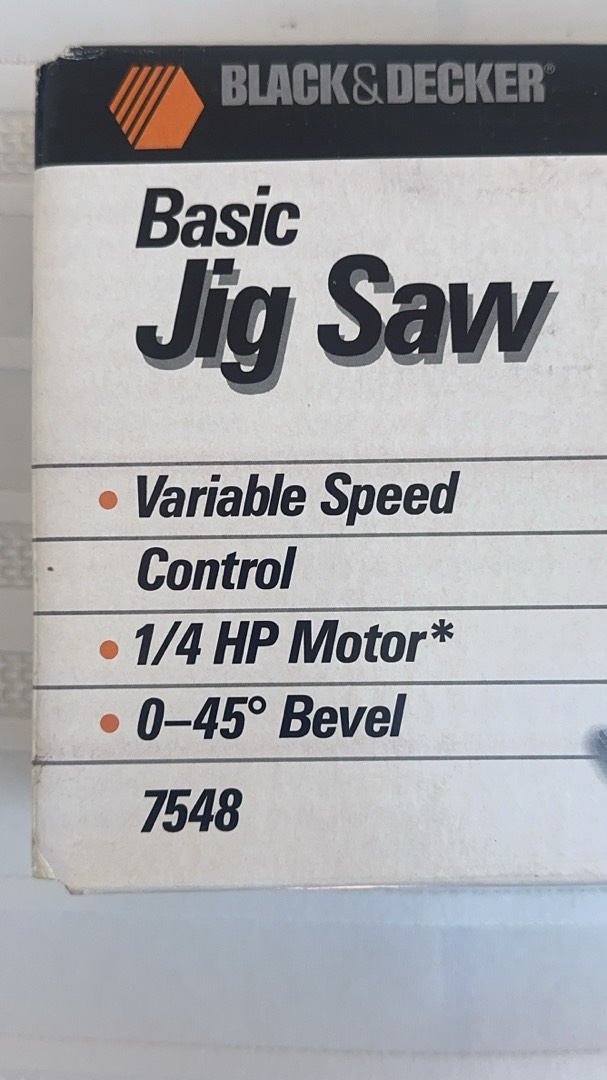 BLACK&DECKER®
Basic
Jig Saw
• Variable Speed
Control
• 1/4 HP Motor*
• 0–45° Bevel
7548